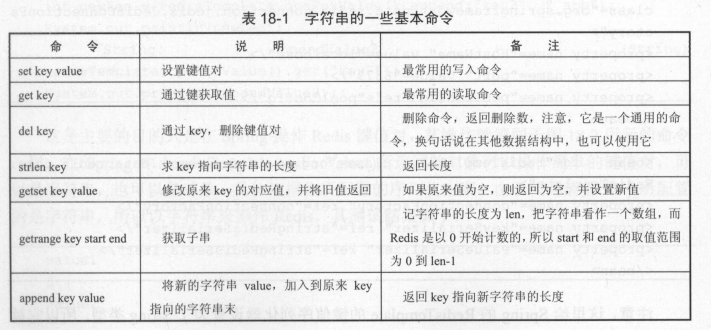 表 18-1 字符串的一些基本命令
命 令 说 明 备 注
set key value 设置键值对 最常用的写入命令
get key 通过键获取值 最常用的读取命令
del key 通过 key，删除键值对 删除命令，返回删除数，注意，它是一个通用的命
令，换句话说在其他数据结构中，也可以使用它
strlen key 求 key 指向字符串的长度 返回长度
getset key value 修改原来 key 的对应值，并将旧值返回 如果原来值为空，则返回为空，并设置新值
getrange key start end 获取子串 记字符串的长度为 len，把字符串看作一个数组，而
Redis 是以 0 开始计数的，所以 start 和 end 的取值范围
为 0 到 len-1
append key value 将新的字符串 value，加入到原来 key
指向的字符串末 返回 key 指向新字符串的长度